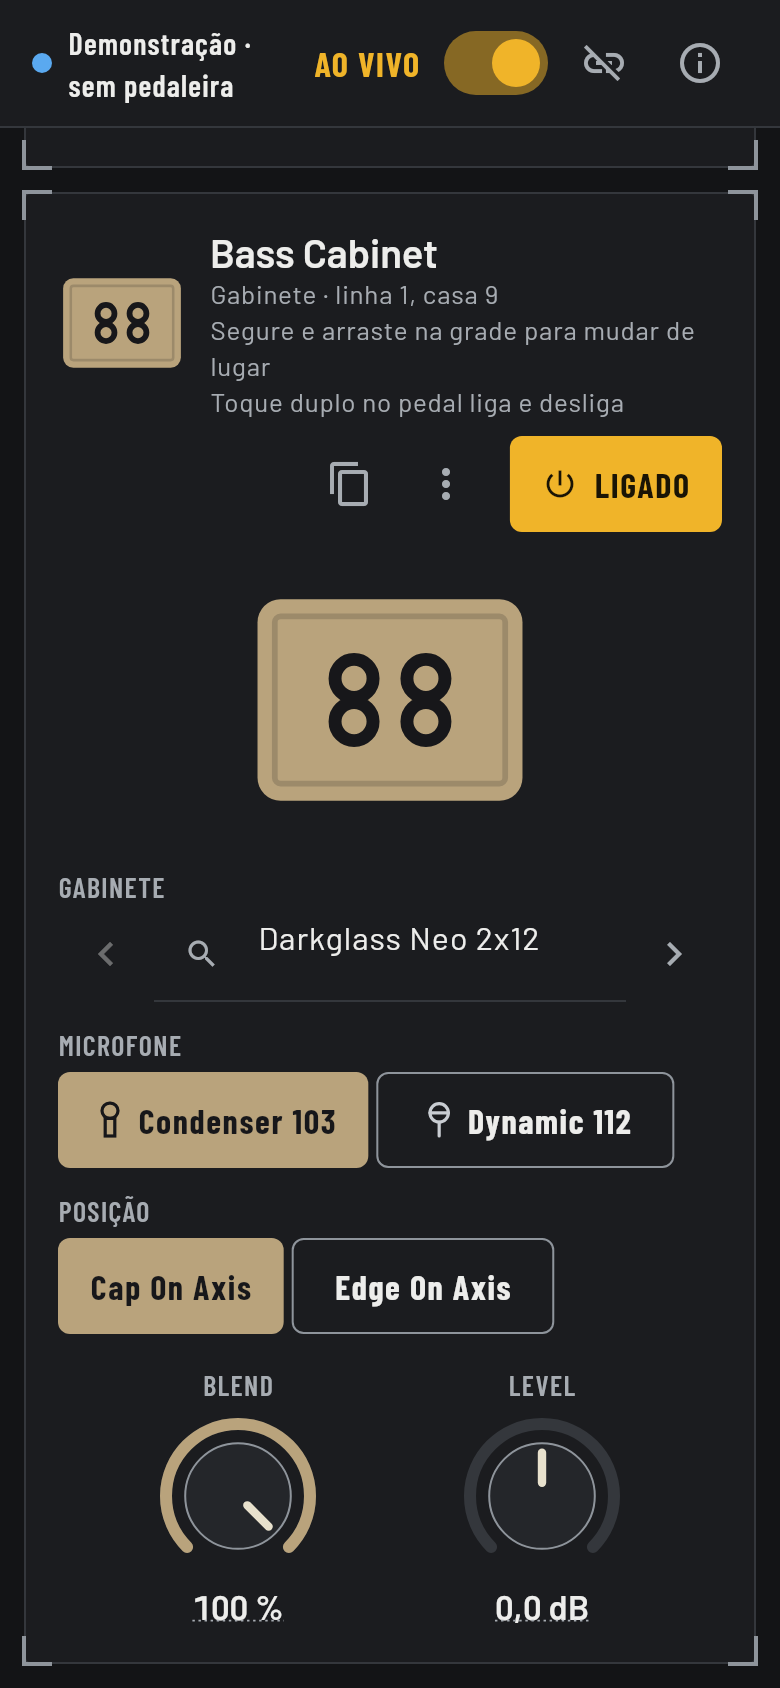 Demonstração ·
sem pedaleira
AO VIVO
88
Bass Cabinet
Gabinete · linha 1, casa 9
Segure e arraste na grade para mudar de
lugar
Toque duplo no pedal liga e desliga
LIGADO
88
GABINETE
Darkglass Neo 2x12
MICROFONE
Condenser 103
Dynamic 112
POSIÇÃO
Cap On Axis
Edge On Axis
BLEND
LEVEL
100 %
0,0 dB